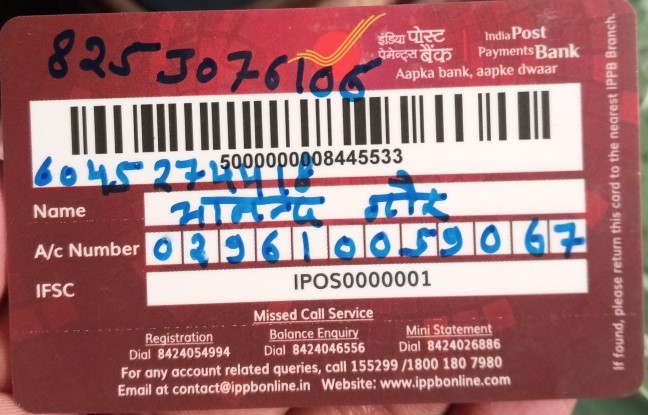 इंडिया पोस्ट पेमेन्ट्स बैंक
India Post Payments Bank
Aapka bank, aapke dwaar
5000000008445533
Name
A/c Number 029610059067
IFSC IPOS0000001
Missed Call Service
Registration Balance Enquiry Mini Statement
Dial 8424054994 Dial 8424046556 Dial 8424026886
For any account related queries, call 155299 /1800 180 7980
Email at contact@ippbonline.in Website: www.ippbonline.com
If found, please return this card to the nearest IPPB Branch.